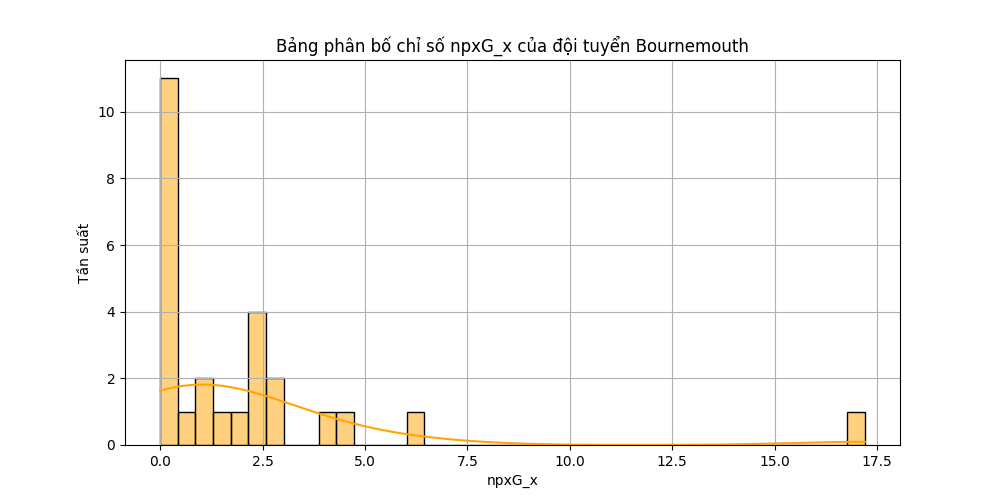 Bảng phân bố chỉ số npxG_x của đội tuyển Bournemouth
Tần suất
10
8
6
4
2
0
0.0 2.5 5.0 7.5 10.0 12.5 15.0 17.5
npxG_x